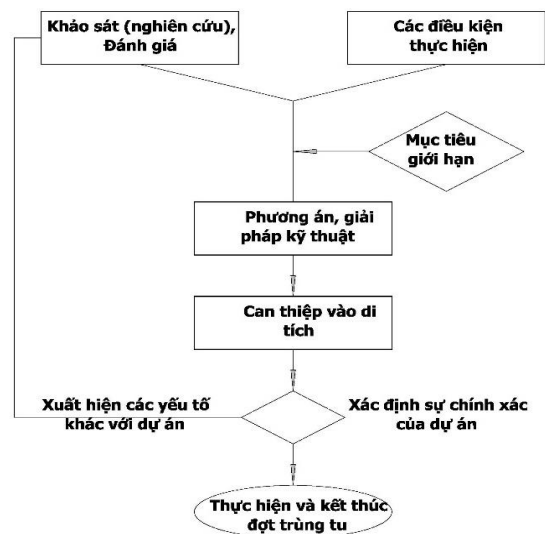 Khảo sát (nghiên cứu),
Đánh giá
Các điều kiện
thực hiện
Mục tiêu
giới hạn
Phương án, giải
pháp kỹ thuật
Can thiệp vào di
tích
Xuất hiện các yếu tố
khác với dự án
Xác định sự chính xác
của dự án
Thực hiện và kết thúc
đợt trùng tu